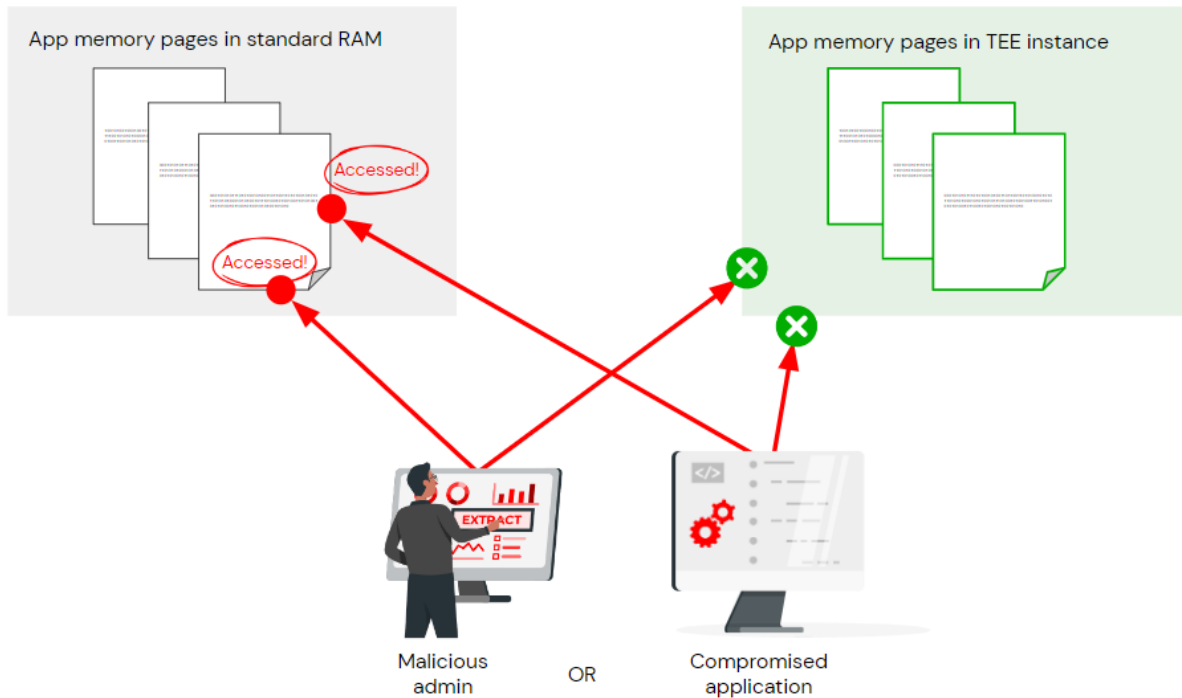 App memory pages in standard RAM
App memory pages in TEE instance
Accessed!
Accessed!
EXTRACT
</>
Malicious
admin
OR
Compromised
application